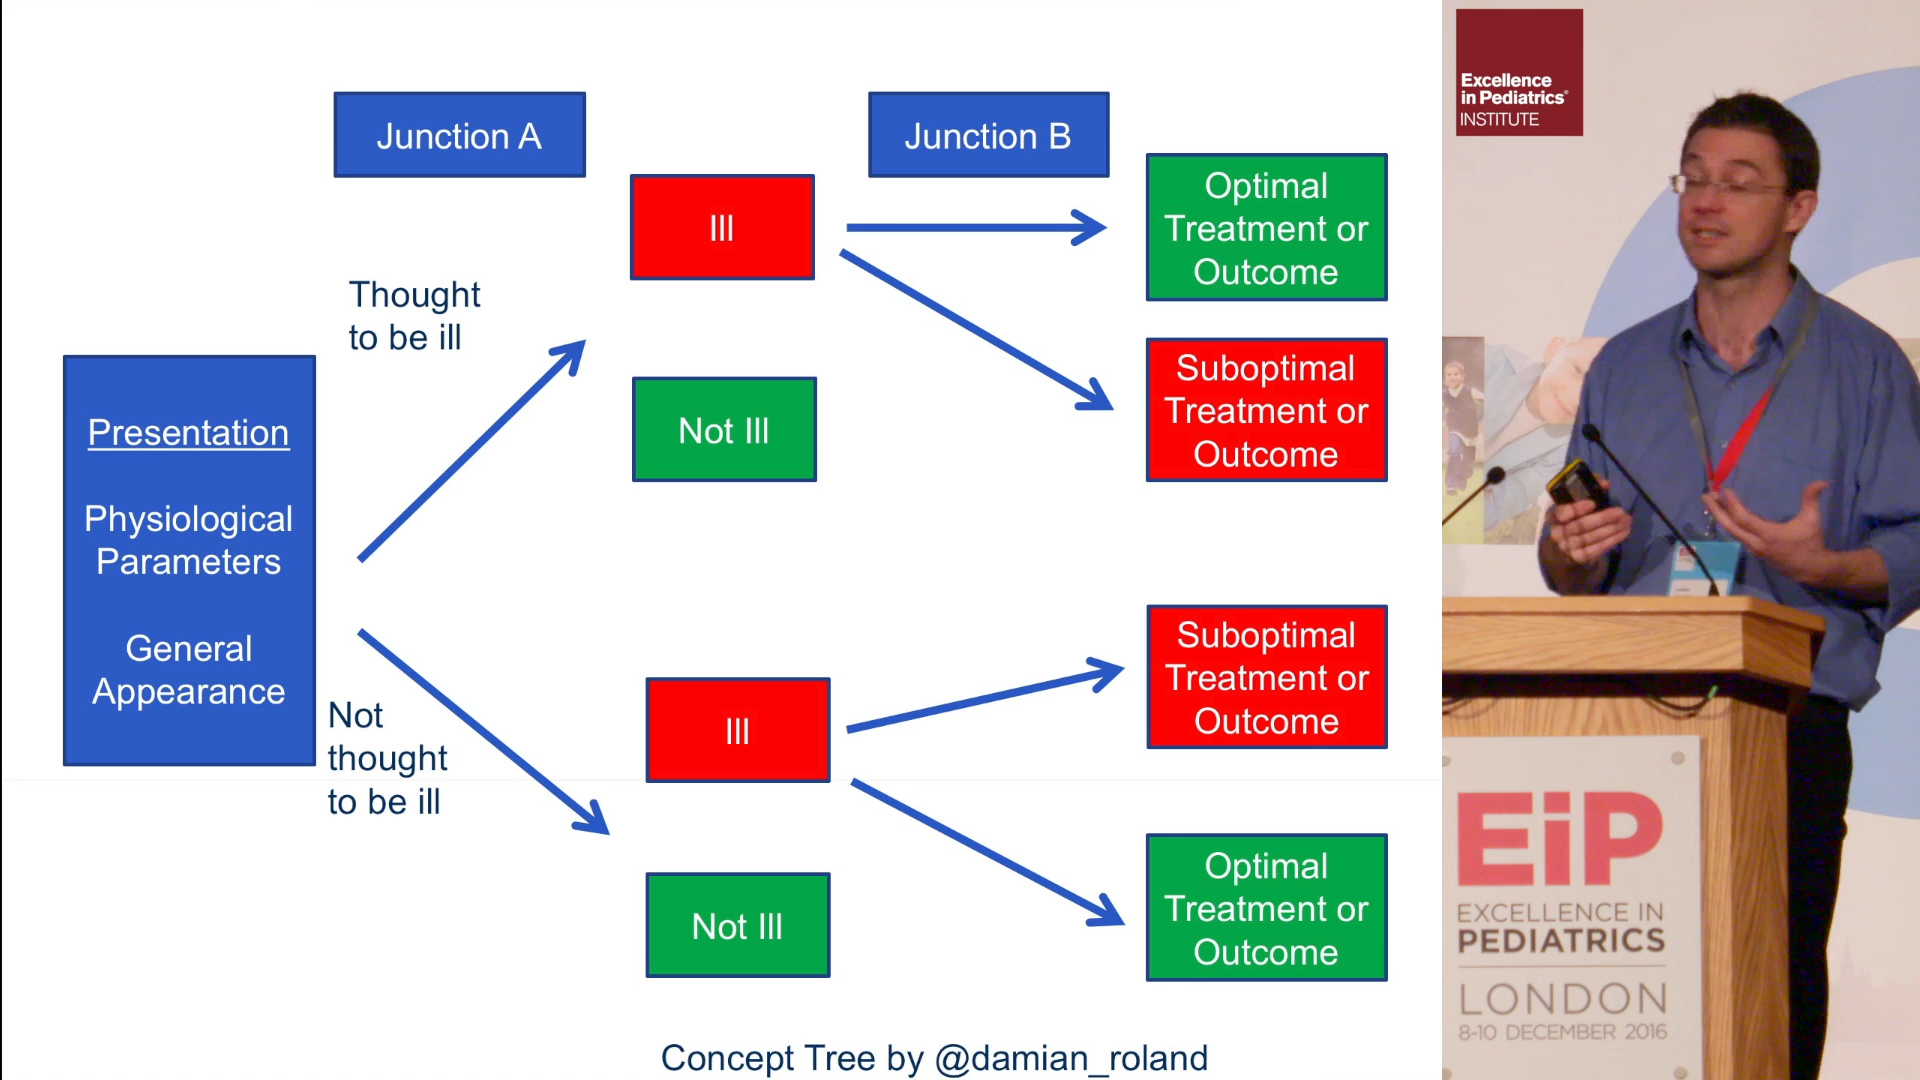 Junction A
Junction B
Thought
to be ill
Presentation
Physiological
Parameters
General
Appearance
Not
thought
to be ill
Ill
Not Ill
Ill
Not Ill
Optimal
Treatment or
Outcome
Suboptimal
Treatment or
Outcome
Suboptimal
Treatment or
Outcome
Optimal
Treatment or
Outcome
Concept Tree by @damian_roland
Excellence
in Pediatrics®
INSTITUTE
EiP
EXCELLENCE IN
PEDIATRICS
LONDON
8-10 DECEMBER 2016